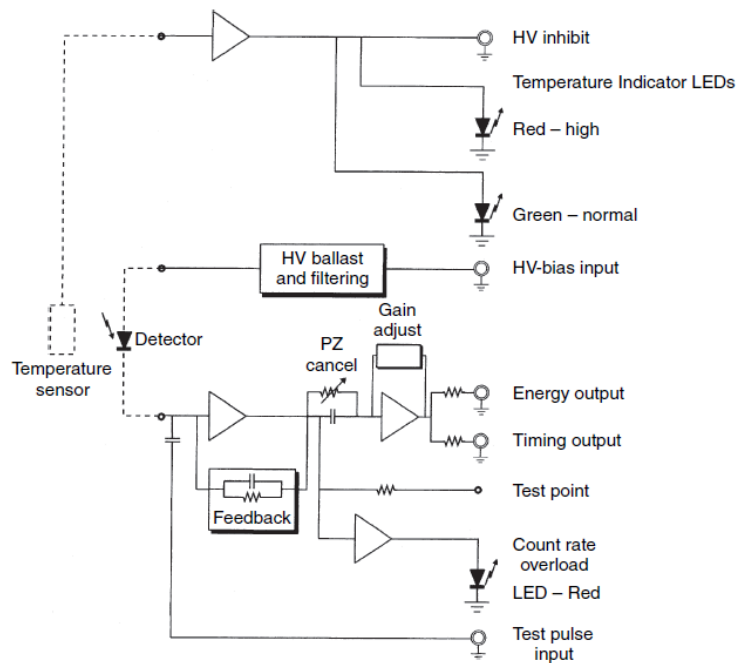 HV inhibit
Temperature Indicator LEDs
Red – high
Green – normal
HV ballast
and filtering
HV-bias input
Detector
Temperature
sensor
Gain
adjust
PZ
cancel
Energy output
Timing output
Feedback
Test point
Count rate
overload
LED – Red
Test pulse
input